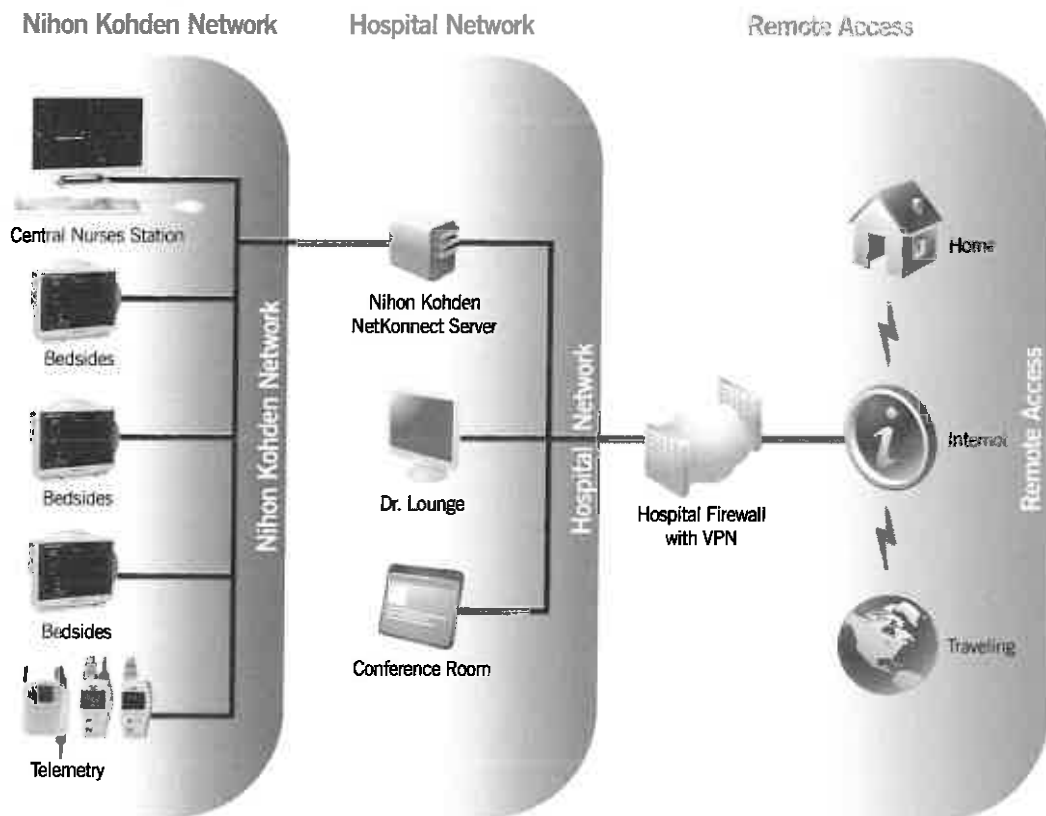 Nihon Kohden Network
Hospital Network
Remote Access
Central Nurses Station
Bedsides
Bedsides
Bedsides
Telemetry
Nihon Kohden Network
Nihon Kohden
NetKonnect Server
Dr. Lounge
Conference Room
Hospital Network
Hospital Firewall
with VPN
Home
Internet
Traveling
Remote Access